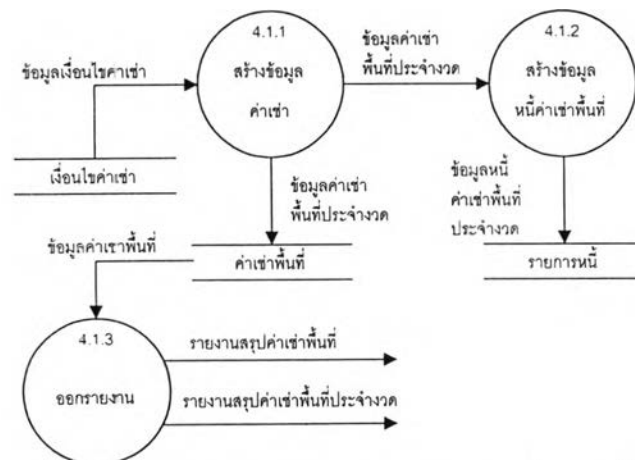 4.1.1
สร้างข้อมูล
ค่าเช่า
ข้อมูลค่าเช่า
พื้นที่ประจำงวด
4.1.2
สร้างข้อมูล
หนี้ค่าเช่าพื้นที่
ข้อมูลเงื่อนไขค่าเช่า
เงื่อนไขค่าเช่า
ข้อมูลค่าเช่า
พื้นที่ประจำงวด
ข้อมูลหนี้
ค่าเช่าพื้นที่
ประจำงวด
ข้อมูลค่าเช่าพื้นที่
ค่าเช่าพื้นที่
รายการหนี้
4.1.3
ออกรายงาน
รายงานสรุปค่าเช่าพื้นที่
รายงานสรุปค่าเช่าพื้นที่ประจำงวด